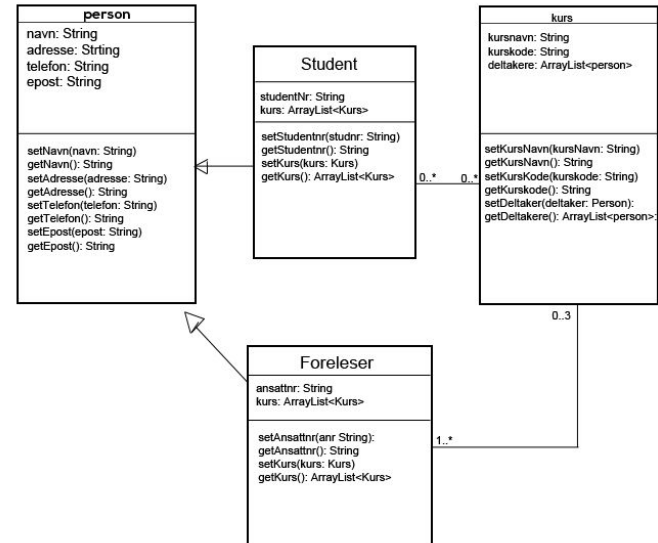 person
navn: String
adresse: Strting
telefon: String
epost: String
setNavn(navn: String)
getNavn(): String
setAdresse(adresse: String)
getAdresse(): String
setTelefon(telefon: String)
getTelefon(): String
setEpost(epost: String)
getEpost(): String
Student
studentNr: String
kurs: ArrayList<Kurs>
setStudentnr(studnr: String)
getStudentnr(): String
setKurs(kurs: Kurs)
getKurs(): ArrayList<Kurs>
0..*
0..*
kurs
kursnavn: String
kurskode: String
deltakere: ArrayList<person>
setKursNavn(kursNavn: String)
getKursNavn(): String
setKursKode(kurskode: String)
getKurskode(): String
setDeltaker(deltaker: Person):
getDeltakere(): ArrayList<person>:
0..3
Foreleser
ansattnr: String
kurs: ArrayList<Kurs>
setAnsattnr(anr String):
getAnsattnr(): String
setKurs(kurs: Kurs)
getKurs(): ArrayList<Kurs>
1..*